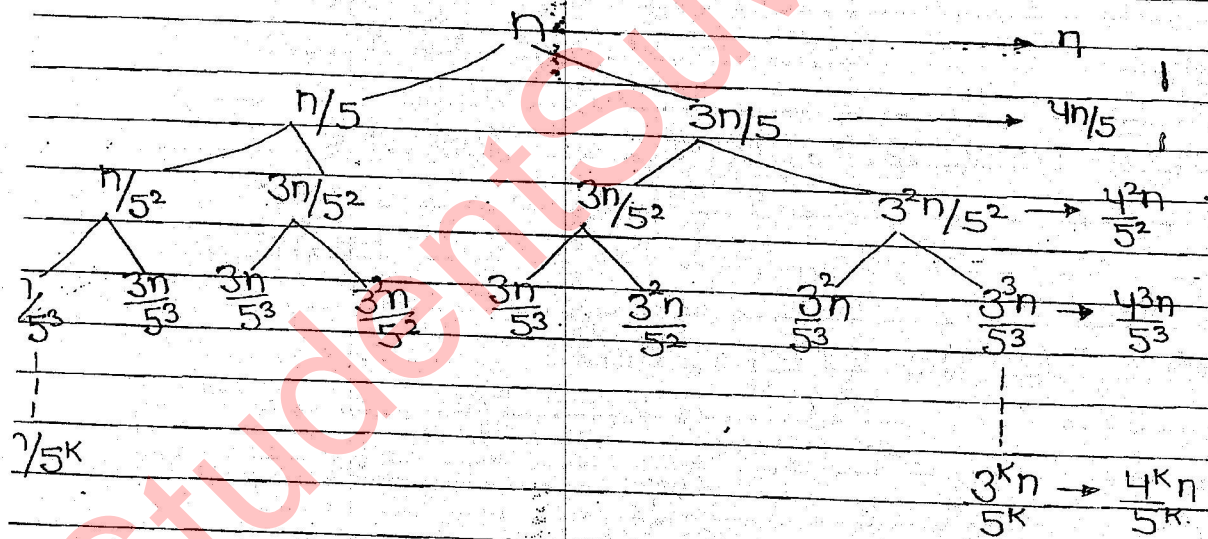 n → n
n/5 3n/5 → 4n/5
n/5² 3n/5² 3n/5² 3²n/5² → 4²n/5²
/5³ 3n/5³ 3n/5³ 3²n/5² 3n/5³ 3²n/5² 3²n/5³ 3³n/5³ → 4³n/5³
/5ᴷ
3ᴷn/5ᴷ → 4ᴷn/5ᴷ.
StudentSuv